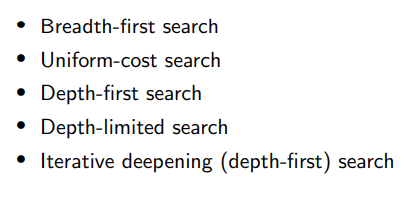 • Breadth-first search
• Uniform-cost search
• Depth-first search
• Depth-limited search
• Iterative deepening (depth-first) search